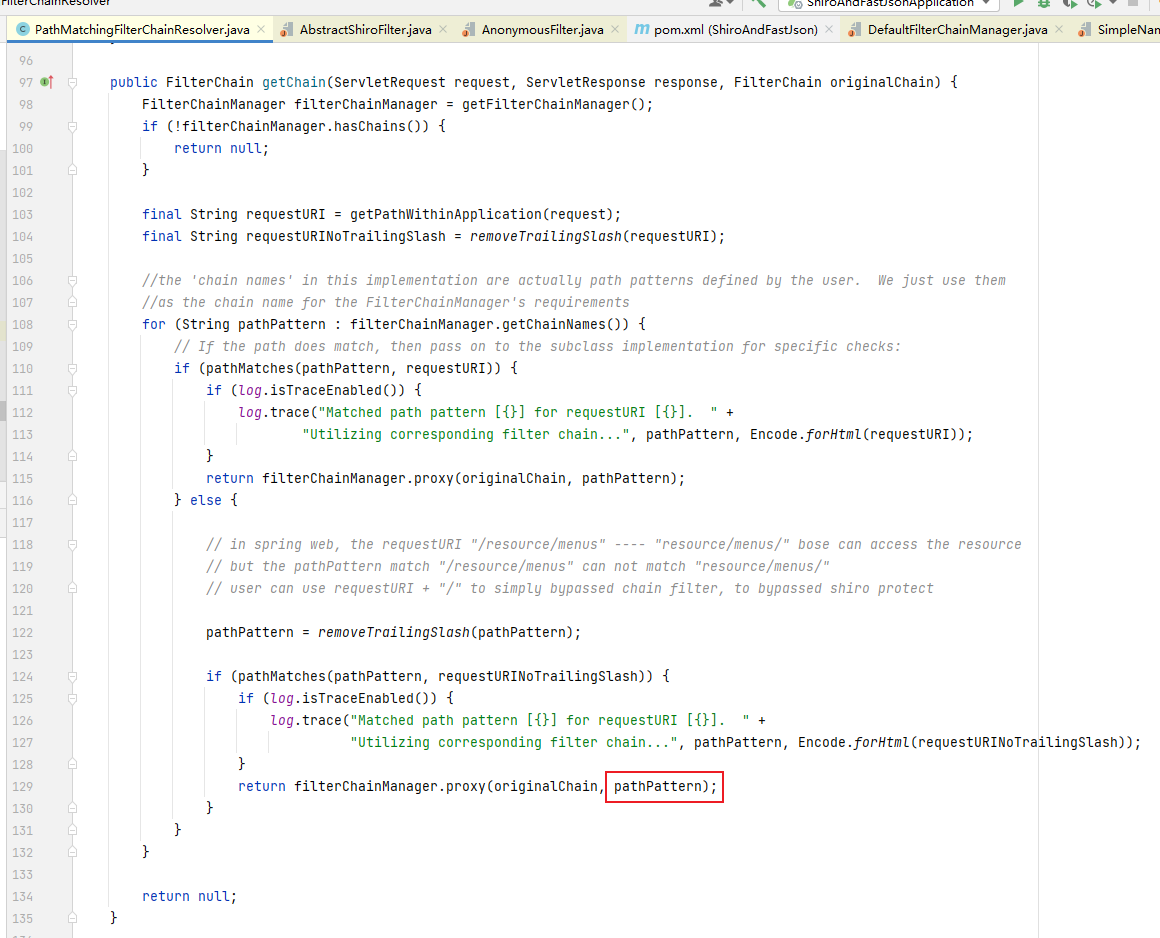 FilterChainResolver
ShiroAndFastJsonApplication
PathMatchingFilterChainResolver.java AbstractShiroFilter.java AnonymousFilter.java pom.xml (ShiroAndFastJson) DefaultFilterChainManager.java SimpleNam
96
97 public FilterChain getChain(ServletRequest request, ServletResponse response, FilterChain originalChain) {
98 FilterChainManager filterChainManager = getFilterChainManager();
99 if (!filterChainManager.hasChains()) {
100 return null;
101 }
102
103 final String requestURI = getPathWithinApplication(request);
104 final String requestURINoTrailingSlash = removeTrailingSlash(requestURI);
105
106 //the 'chain names' in this implementation are actually path patterns defined by the user.  We just use them
107 //as the chain name for the FilterChainManager's requirements
108 for (String pathPattern : filterChainManager.getChainNames()) {
109 // If the path does match, then pass on to the subclass implementation for specific checks:
110 if (pathMatches(pathPattern, requestURI)) {
111 if (log.isTraceEnabled()) {
112 log.trace("Matched path pattern [{}] for requestURI [{}].  " +
113 "Utilizing corresponding filter chain...", pathPattern, Encode.forHtml(requestURI));
114 }
115 return filterChainManager.proxy(originalChain, pathPattern);
116 } else {
117
118 // in spring web, the requestURI "/resource/menus" ---- "resource/menus/" bose can access the resource
119 // but the pathPattern match "/resource/menus" can not match "resource/menus/"
120 // user can use requestURI + "/" to simply bypassed chain filter, to bypassed shiro protect
121
122 pathPattern = removeTrailingSlash(pathPattern);
123
124 if (pathMatches(pathPattern, requestURINoTrailingSlash)) {
125 if (log.isTraceEnabled()) {
126 log.trace("Matched path pattern [{}] for requestURI [{}].  " +
127 "Utilizing corresponding filter chain...", pathPattern, Encode.forHtml(requestURINoTrailingSlash));
128 }
129 return filterChainManager.proxy(originalChain, pathPattern);
130 }
131 }
132 }
133
134 return null;
135 }